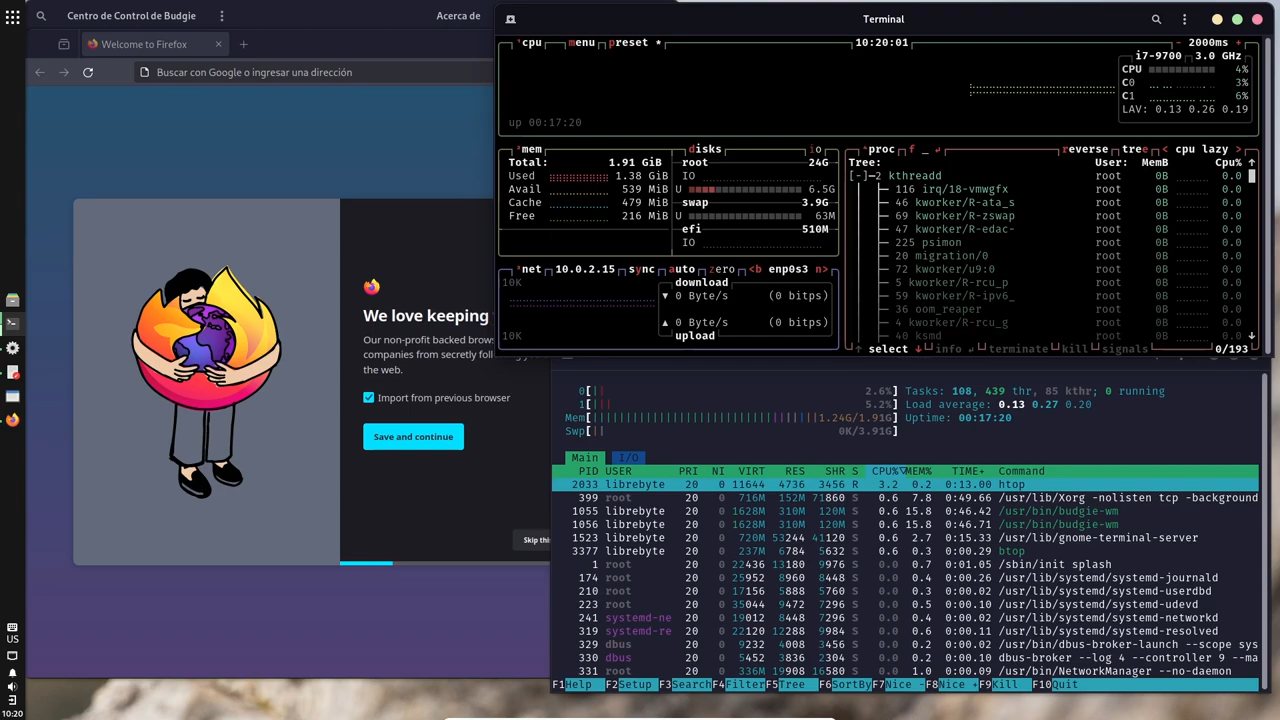 Centro de Control de Budgie
Acerca de
Welcome to Firefox
Buscar con Google o ingresar una dirección
We love keeping
Our non-profit backed brows
companies from secretly follo
the web.
Import from previous browser
Save and continue
Skip this
US
10:20
Terminal
cpu menu preset * 10:20:01 - 2000ms +
i7-9700 3.0 GHz
CPU 4%
C0 3%
C1 6%
LAV: 0.13 0.26 0.19
up 00:17:20
mem disks io
Total: 1.91 GiB
Used 1.38 GiB
Avail 539 MiB
Cache 479 MiB
Free 216 MiB
root 24G
IO
U 6.5G
swap 3.9G
U 63M
efi 510M
IO
net 10.0.2.15 sync auto zero <b enp0s3 n>
10K
download
▼ 0 Byte/s (0 bitps)
▲ 0 Byte/s (0 bitps)
10K
upload
proc f _ ↲ reverse tree < cpu lazy >
Tree: User: MemB Cpu% ↑
[-]─2 kthreadd root 0B 0.0
116 irq/18-vmwgfx root 0B 0.0
46 kworker/R-ata_s root 0B 0.0
69 kworker/R-zswap root 0B 0.0
47 kworker/R-edac- root 0B 0.0
225 psimon root 0B 0.0
20 migration/0 root 0B 0.0
72 kworker/u9:0 root 0B 0.0
5 kworker/R-rcu_p root 0B 0.0
59 kworker/R-ipv6_ root 0B 0.0
36 oom_reaper root 0B 0.0
4 kworker/R-rcu_g root 0B 0.0
40 ksmd root 0B 0.0 ↓
↑ select ↓ info ↲ terminate kill signals 0/193
0[|| 2.6%] Tasks: 108, 439 thr, 85 kthr; 0 running
1[||| 5.2%] Load average: 0.13 0.27 0.20
Mem[ 1.24G/1.91G] Uptime: 00:17:20
Swp[|| 0K/3.91G]
Main I/O
PID USER PRI NI VIRT RES SHR S CPU%▽MEM% TIME+ Command
2033 librebyte 20 0 11644 4736 3456 R 3.2 0.2 0:13.00 htop
399 root 20 0 716M 152M 71860 S 0.6 7.8 0:49.66 /usr/lib/Xorg -nolisten tcp -background
1055 librebyte 20 0 1628M 310M 120M S 0.6 15.8 0:46.42 /usr/bin/budgie-wm
1056 librebyte 20 0 1628M 310M 120M S 0.6 15.8 0:46.71 /usr/bin/budgie-wm
1523 librebyte 20 0 720M 53244 41120 S 0.6 2.7 0:15.33 /usr/lib/gnome-terminal-server
3377 librebyte 20 0 237M 6784 5632 S 0.6 0.3 0:00.29 btop
1 root 20 0 22436 13180 9976 S 0.0 0.7 0:01.05 /sbin/init splash
174 root 20 0 25952 8960 8448 S 0.0 0.4 0:00.26 /usr/lib/systemd/systemd-journald
210 root 20 0 17156 5888 5760 S 0.0 0.3 0:00.02 /usr/lib/systemd/systemd-userdbd
223 root 20 0 35044 9472 7296 S 0.0 0.5 0:00.10 /usr/lib/systemd/systemd-udevd
241 systemd-ne 20 0 19012 8448 7296 S 0.0 0.4 0:00.02 /usr/lib/systemd/systemd-networkd
319 systemd-re 20 0 22120 12288 9984 S 0.0 0.6 0:00.11 /usr/lib/systemd/systemd-resolved
329 dbus 20 0 9232 4008 3456 S 0.0 0.2 0:00.02 /usr/bin/dbus-broker-launch --scope sys
330 dbus 20 0 5452 3836 2304 S 0.0 0.2 0:00.10 dbus-broker --log 4 --controller 9 --ma
331 root 20 0 336M 19908 16580 S 0.0 1.0 0:00.09 /usr/bin/NetworkManager --no-daemon
F1Help F2Setup F3Search F4Filter F5Tree F6SortBy F7Nice - F8Nice + F9Kill F10Quit